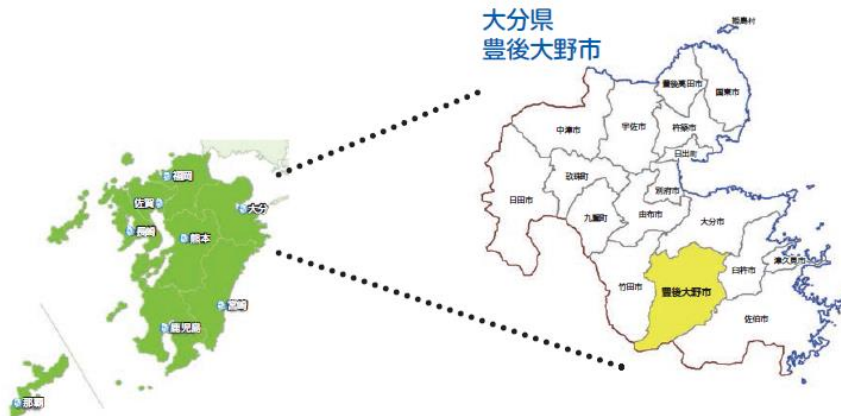 大分県
豊後大野市
姫島村
豊後高田市
国東市
中津市
宇佐市
杵築市
日出町
玖珠町
別府市
日田市
九重町
由布市
大分市
竹田市
豊後大野市
臼杵市
津久見市
佐伯市
福岡
佐賀
大分
長崎
熊本
宮崎
鹿児島
那覇